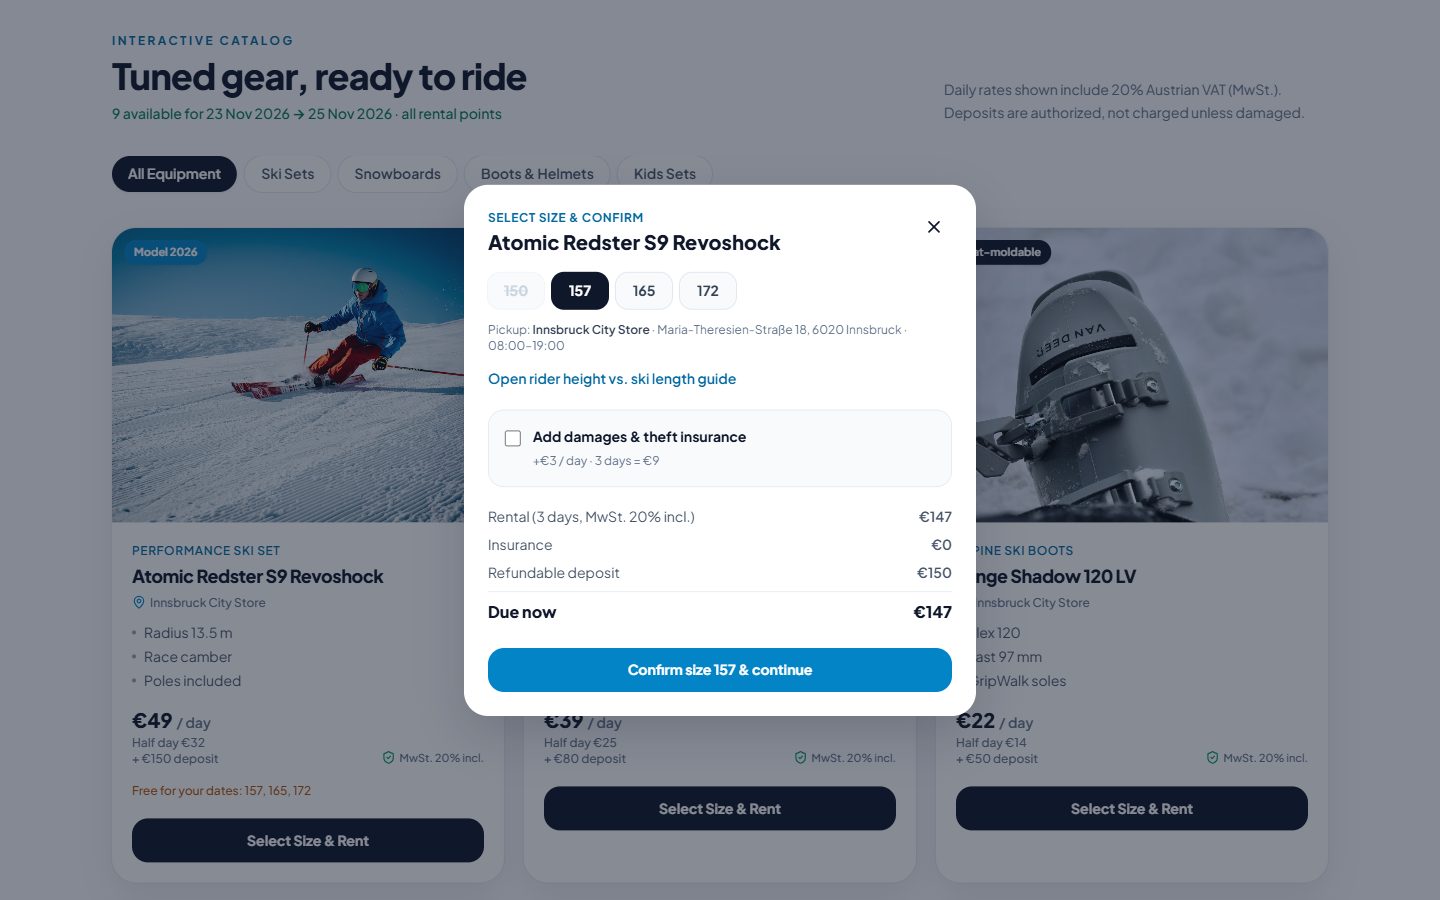 INTERACTIVE CATALOG
Tuned gear, ready to ride
9 available for 23 Nov 2026 → 25 Nov 2026 · all rental points
Daily rates shown include 20% Austrian VAT (MwSt.).
Deposits are authorized, not charged unless damaged.
All Equipment
Ski Sets
Snowboards
Boots & Helmets
Kids Sets
SELECT SIZE & CONFIRM
Atomic Redster S9 Revoshock
150
157
165
172
Pickup: Innsbruck City Store · Maria-Theresien-Straße 18, 6020 Innsbruck ·
08:00–19:00
Open rider height vs. ski length guide
Add damages & theft insurance
+€3 / day · 3 days = €9
Rental (3 days, MwSt. 20% incl.) €147
Insurance €0
Refundable deposit €150
Due now €147
Confirm size 157 & continue
Model 2026
PERFORMANCE SKI SET
Atomic Redster S9 Revoshock
Innsbruck City Store
• Radius 13.5 m
• Race camber
• Poles included
€49 / day
Half day €32
+ €150 deposit
MwSt. 20% incl.
Free for your dates: 157, 165, 172
Select Size & Rent
€39 / day
Half day €25
+ €80 deposit
MwSt. 20% incl.
Select Size & Rent
at-moldable
VAN DEER
PINE SKI BOOTS
nge Shadow 120 LV
Innsbruck City Store
lex 120
ast 97 mm
GripWalk soles
€22 / day
Half day €14
+ €50 deposit
MwSt. 20% incl.
Select Size & Rent